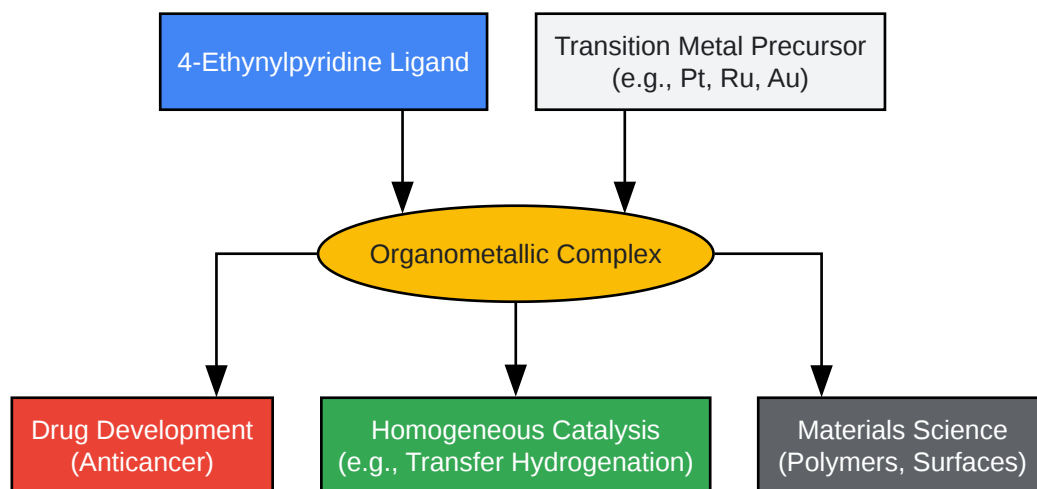 4-Ethynylpyridine Ligand
Transition Metal Precursor
(e.g., Pt, Ru, Au)
Organometallic Complex
Drug Development
(Anticancer)
Homogeneous Catalysis
(e.g., Transfer Hydrogenation)
Materials Science
(Polymers, Surfaces)